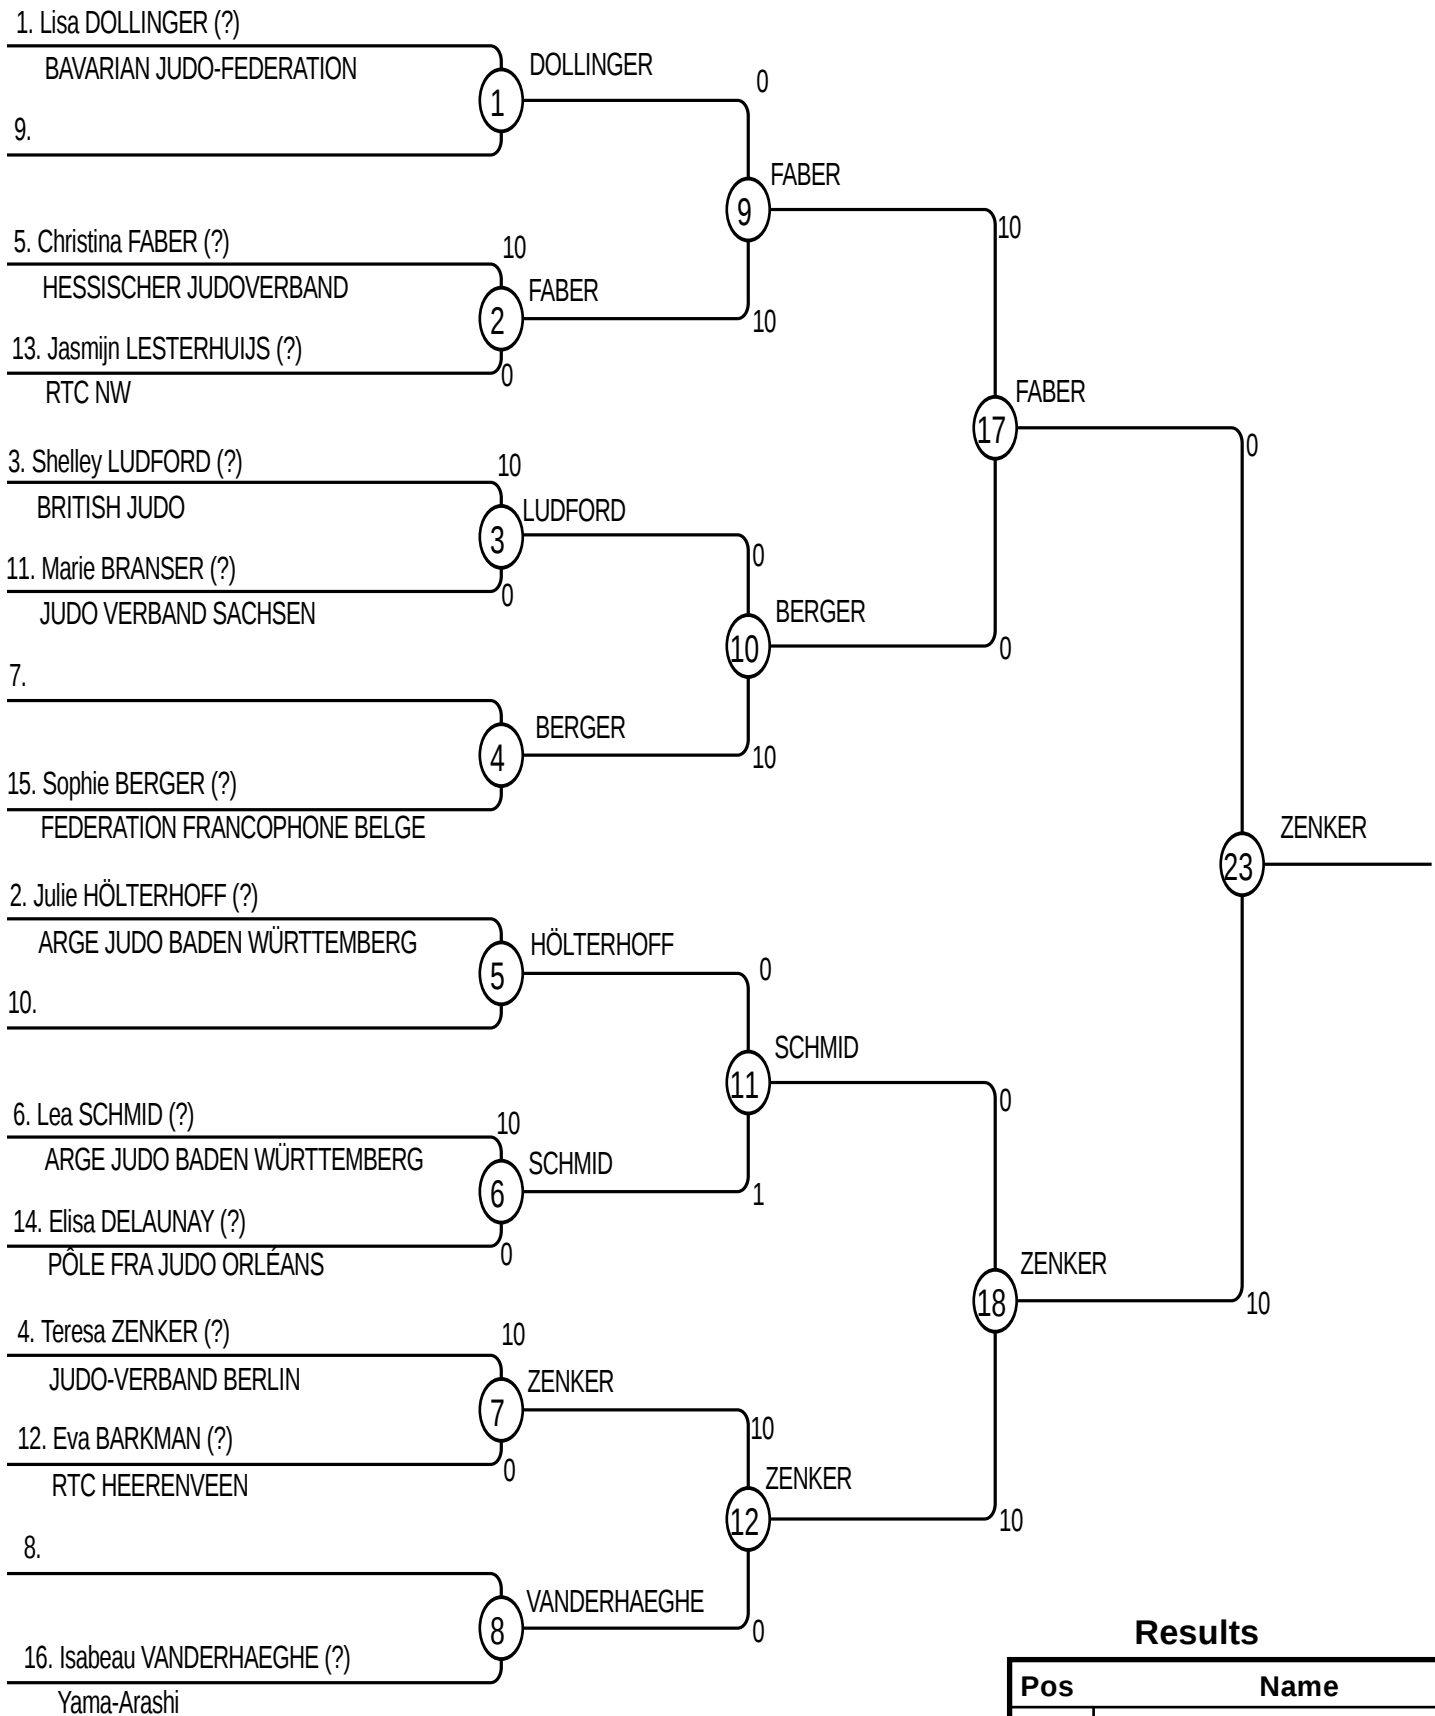 1. Lisa DOLLINGER (?)
BAVARIAN JUDO-FEDERATION
1
DOLLINGER
0
9.
9
FABER
10
5. Christina FABER (?)
10
HESSISCHER JUDOVERBAND
2
FABER
10
13. Jasmijn LESTERHUIJS (?)
0
RTC NW
17
FABER
0
3. Shelley LUDFORD (?)
10
BRITISH JUDO
3
LUDFORD
0
11. Marie BRANSER (?)
0
JUDO VERBAND SACHSEN
10
BERGER
0
7.
4
BERGER
10
15. Sophie BERGER (?)
FEDERATION FRANCOPHONE BELGE
23
ZENKER
2. Julie HÖLTERHOFF (?)
ARGE JUDO BADEN WÜRTTEMBERG
5
HÖLTERHOFF
0
10.
11
SCHMID
0
6. Lea SCHMID (?)
10
ARGE JUDO BADEN WÜRTTEMBERG
6
SCHMID
1
14. Elisa DELAUNAY (?)
0
PÔLE FRA JUDO ORLÉANS
18
ZENKER
10
4. Teresa ZENKER (?)
10
JUDO-VERBAND BERLIN
7
ZENKER
10
12. Eva BARKMAN (?)
0
RTC HEERENVEEN
12
ZENKER
10
8.
8
VANDERHAEGHE
0
16. Isabeau VANDERHAEGHE (?)
Yama-Arashi
Results
Pos Name